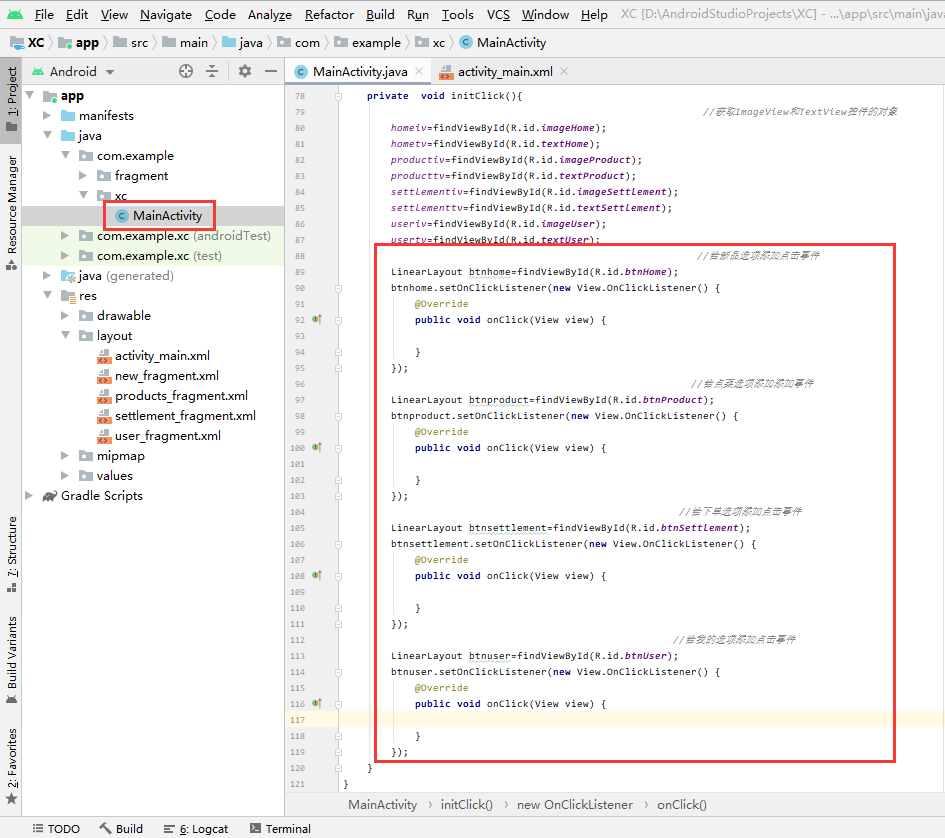 File Edit View Navigate Code Analyze Refactor Build Run Tools VCS Window Help XC [D:\AndroidStudioProjects\XC] - ...\app\src\main\java
XC app src main java com example xc MainActivity
1: Project
Resource Manager
7: Structure
Build Variants
2: Favorites
Android
app
manifests
java
com.example
fragment
xc
MainActivity
com.example.xc (androidTest)
com.example.xc (test)
java (generated)
res
drawable
layout
activity_main.xml
new_fragment.xml
products_fragment.xml
settlement_fragment.xml
user_fragment.xml
mipmap
values
Gradle Scripts
MainActivity.java activity_main.xml
78 private void initClick(){
79 //获取ImageView和TextView控件的对象
80 homeiv=findViewById(R.id.imageHome);
81 hometv=findViewById(R.id.textHome);
82 productiv=findViewById(R.id.imageProduct);
83 producttv=findViewById(R.id.textProduct);
84 settlementiv=findViewById(R.id.imageSettlement);
85 settlementtv=findViewById(R.id.textSettlement);
86 useriv=findViewById(R.id.imageUser);
87 usertv=findViewById(R.id.textUser);
88 //给新品选项添加点击事件
89 LinearLayout btnhome=findViewById(R.id.btnHome);
90 btnhome.setOnClickListener(new View.OnClickListener() {
91 @Override
92 public void onClick(View view) {
93
94 }
95 });
96 //给点菜选项添加添加事件
97 LinearLayout btnproduct=findViewById(R.id.btnProduct);
98 btnproduct.setOnClickListener(new View.OnClickListener() {
99 @Override
100 public void onClick(View view) {
101
102 }
103 });
104 //给下单选项添加点击事件
105 LinearLayout btnsettlement=findViewById(R.id.btnSettlement);
106 btnsettlement.setOnClickListener(new View.OnClickListener() {
107 @Override
108 public void onClick(View view) {
109
110 }
111 });
112 //给我的选项添加点击事件
113 LinearLayout btnuser=findViewById(R.id.btnUser);
114 btnuser.setOnClickListener(new View.OnClickListener() {
115 @Override
116 public void onClick(View view) {
117
118 }
119 });
120 }
121 }
MainActivity initClick() new OnClickListener onClick()
TODO Build 6: Logcat Terminal